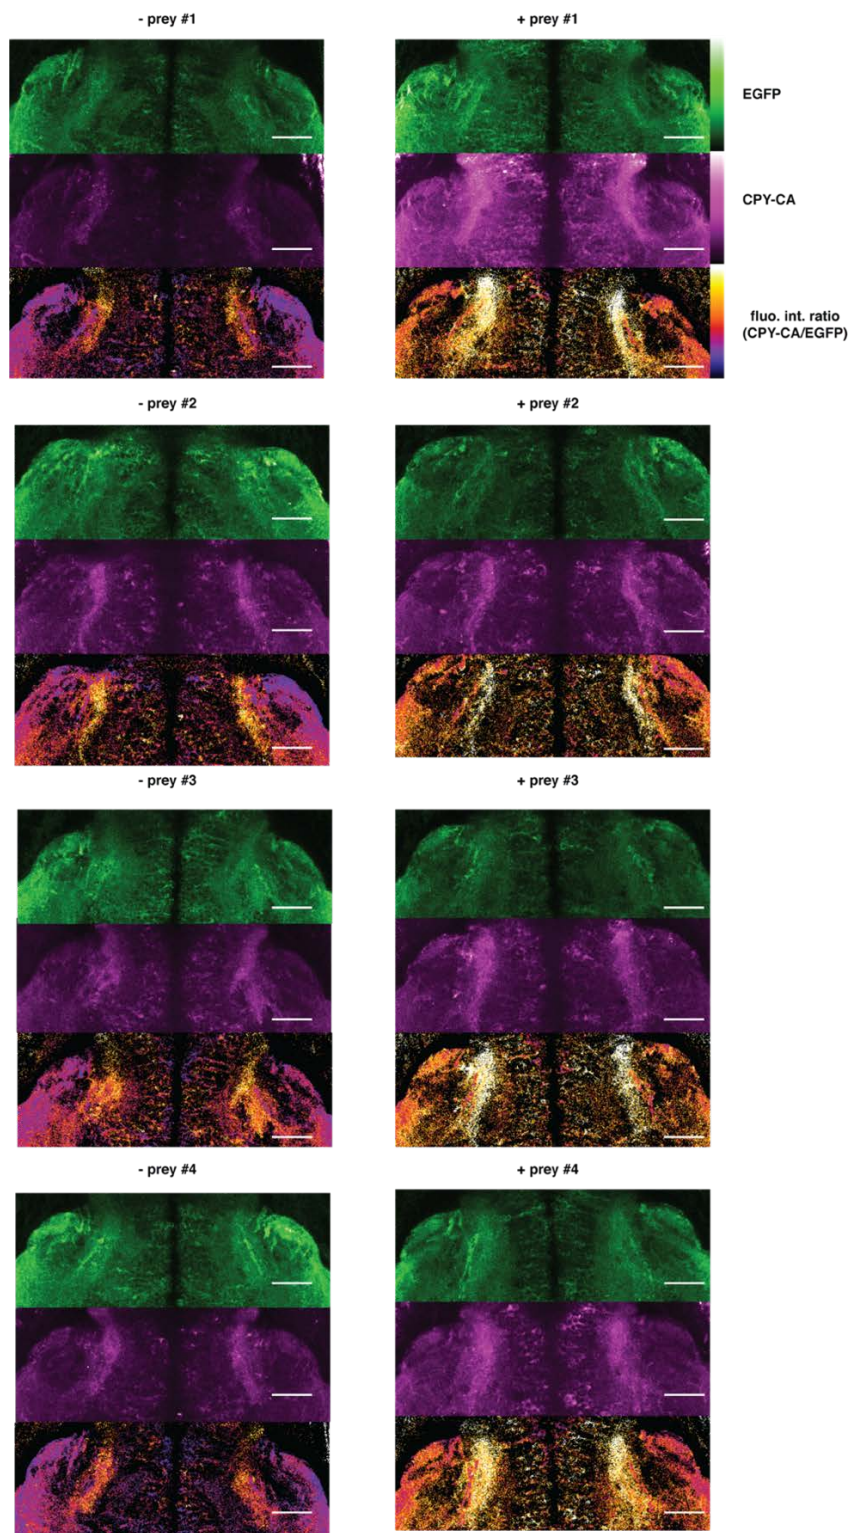 - prey #1
+ prey #1
EGFP
CPY-CA
fluo. int. ratio
(CPY-CA/EGFP)
- prey #2
+ prey #2
- prey #3
+ prey #3
- prey #4
+ prey #4